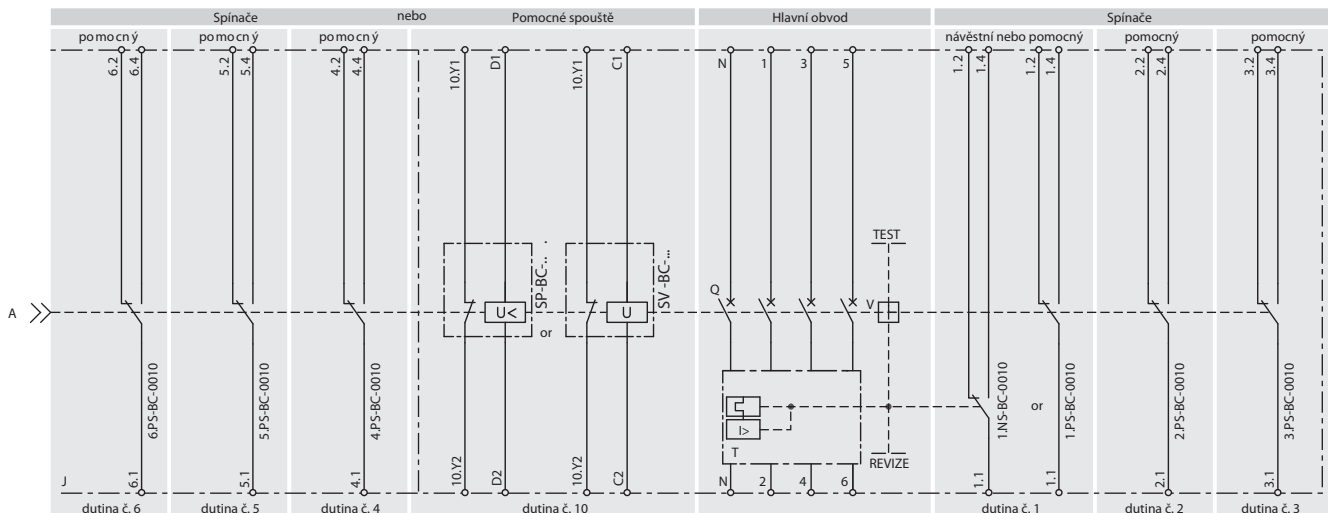 Spínače nebo Pomocné spouště Hlavní obvod Spínače
pomocný pomocný pomocný návěstní nebo pomocný pomocný pomocný
6.2 6.4 5.2 5.4 4.2 4.4 10.Y1 D1 10.Y1 C1 N 1 3 5 1.2 1.4 1.2 1.4 2.2 2.4 3.2 3.4
TEST
SP-BC-...
SV -BC-...
Q
V
A
U<
U
or
6.PS-BC-0010
5.PS-BC-0010
4.PS-BC-0010
1.NS-BC-0010
or
1.PS-BC-0010
2.PS-BC-0010
3.PS-BC-0010
I>
T
REVIZE
J
6.1 5.1 4.1 10.Y2 D2 10.Y2 C2 N 2 4 6 1.1 1.1 2.1 3.1
dutina č. 6 dutina č. 5 dutina č. 4 dutina č. 10 dutina č. 1 dutina č. 2 dutina č. 3